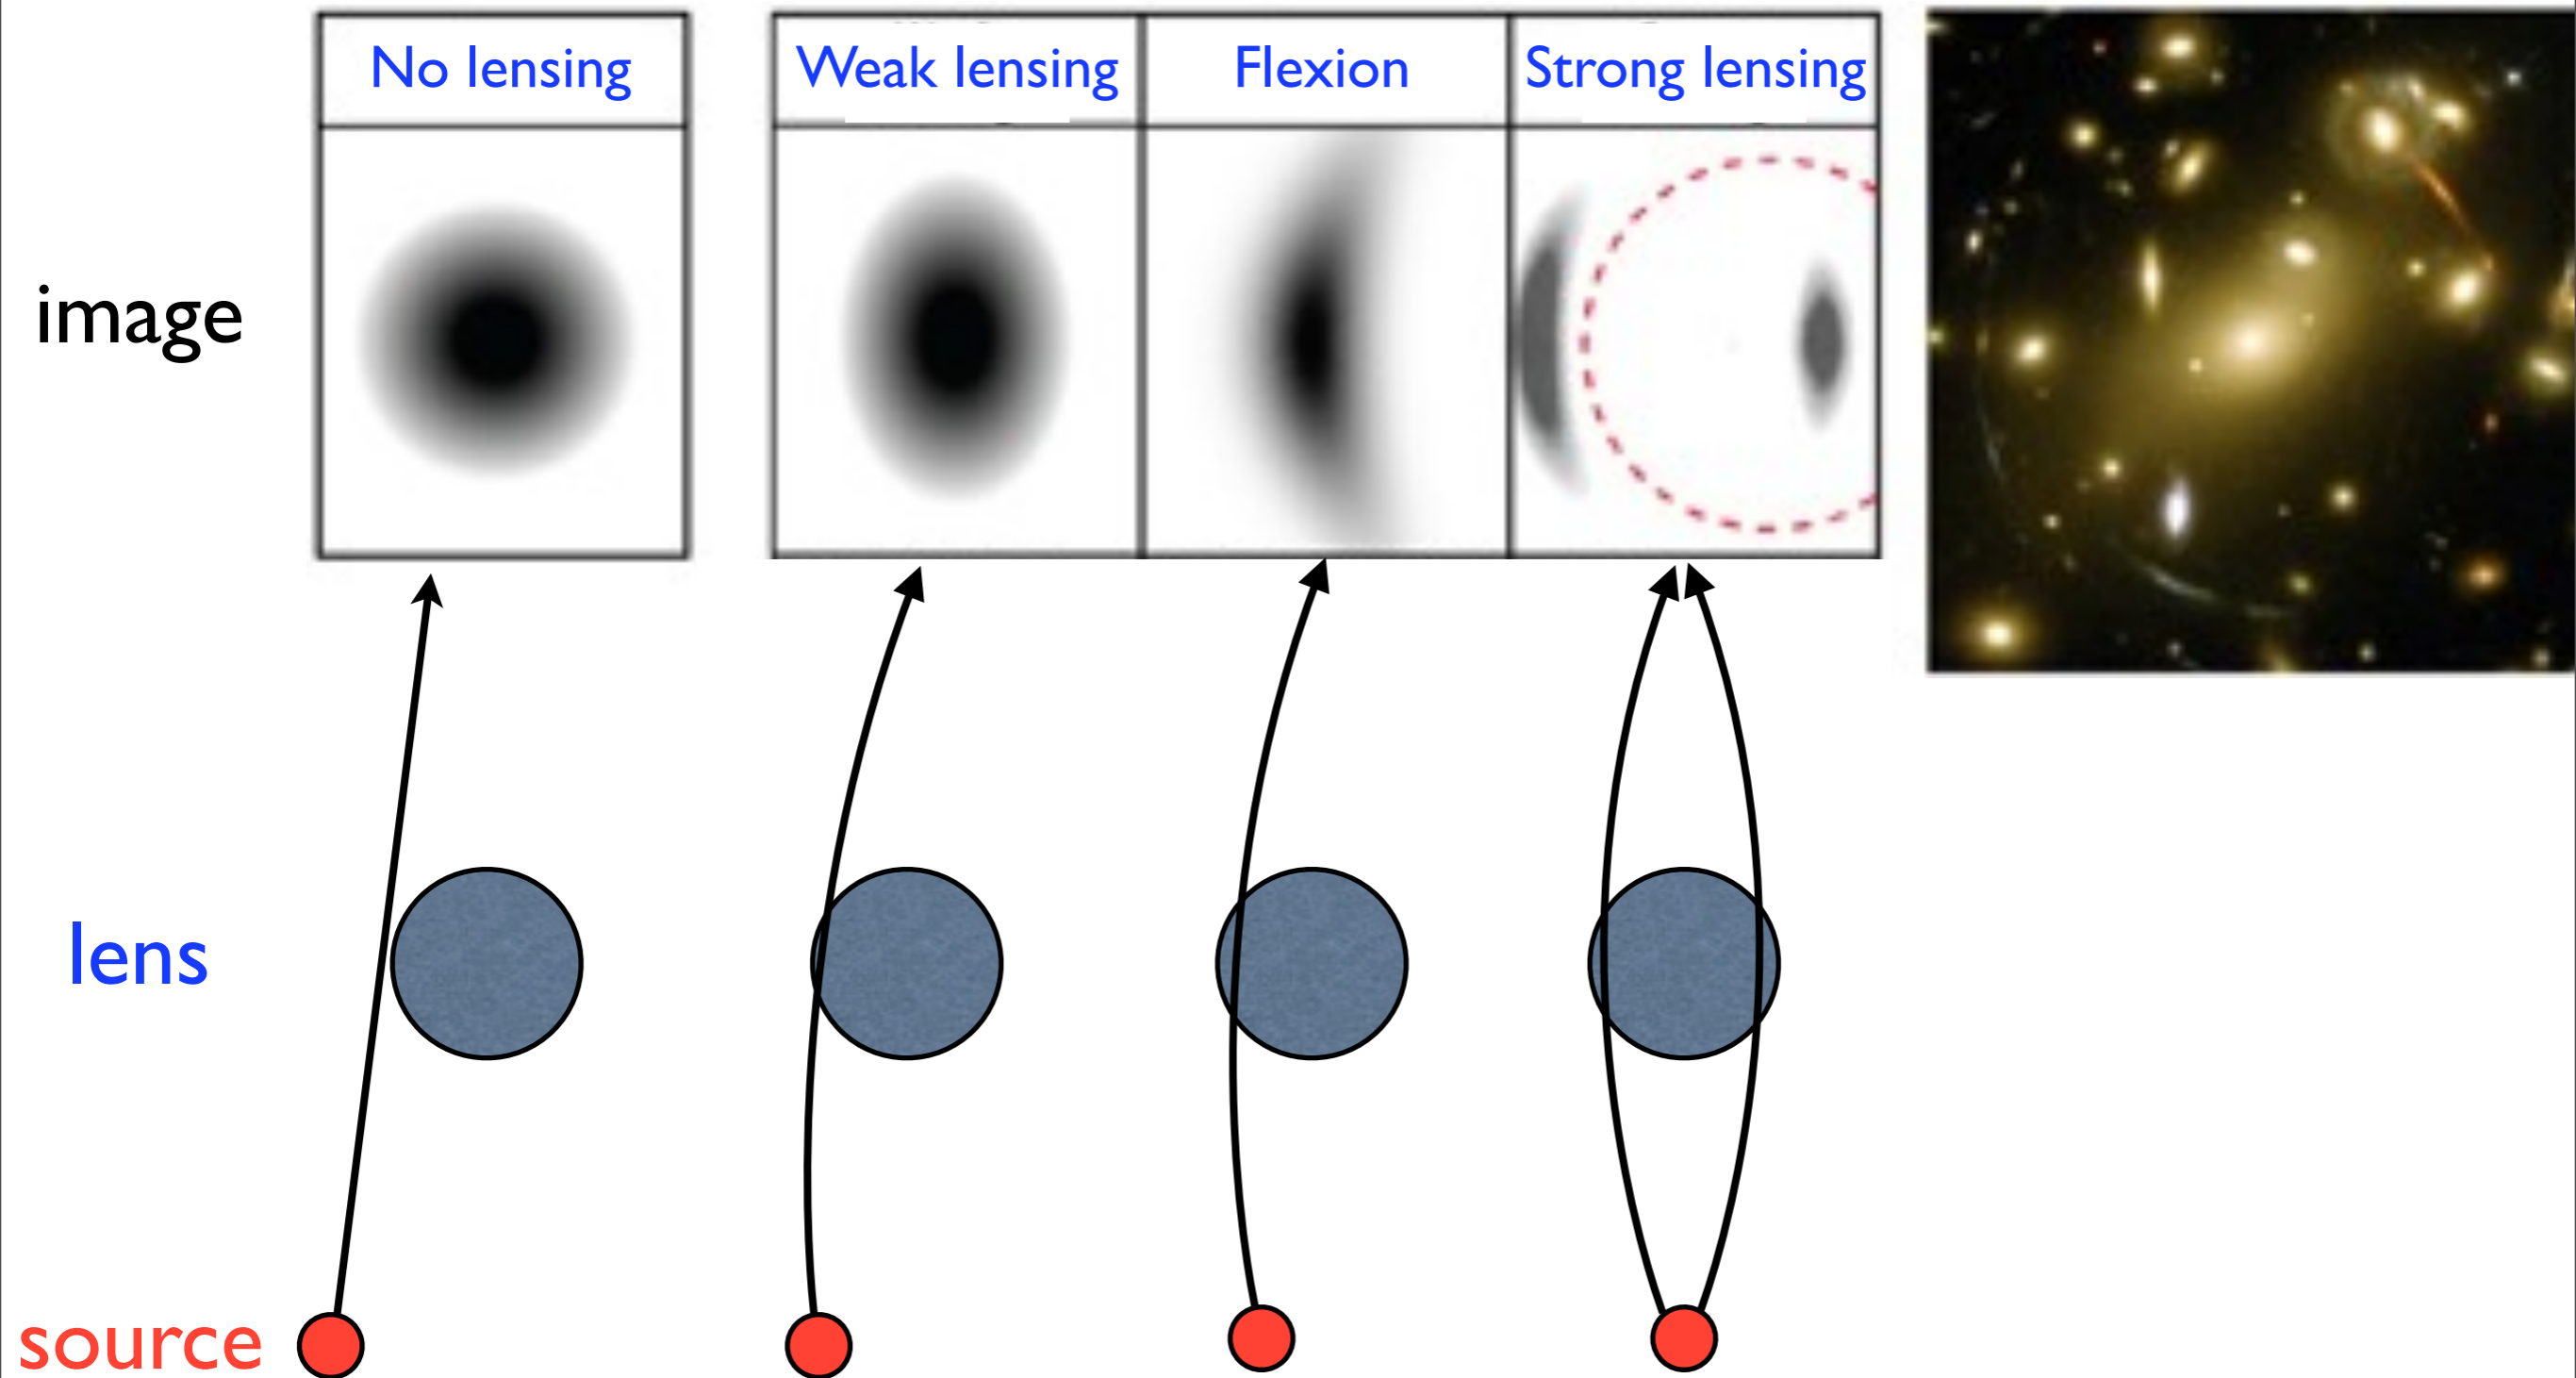 No lensing
Weak lensing
Flexion
Strong lensing
image
lens
source